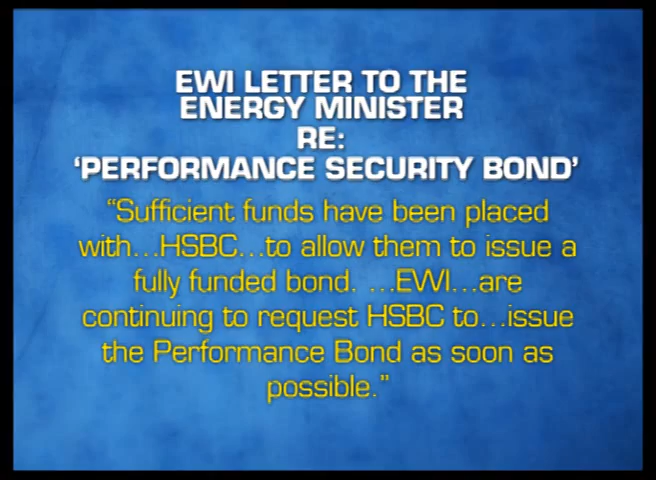 EWI LETTER TO THE
ENERGY MINISTER
RE:
‘PERFORMANCE SECURITY BOND’
“Sufficient funds have been placed
with...HSBC...to allow them to issue a
fully funded bond. ...EWI...are
continuing to request HSBC to...issue
the Performance Bond as soon as
possible.”